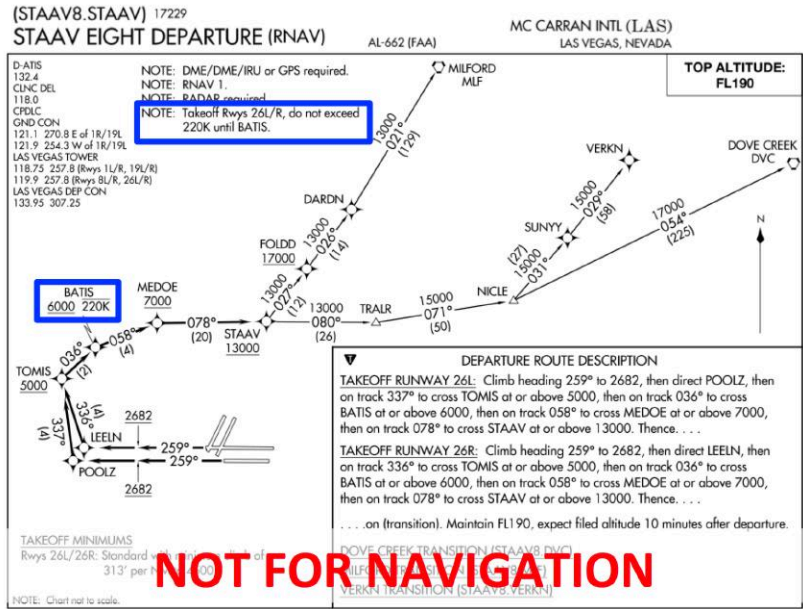 (STAAV8.STAAV) 17229
STAAV EIGHT DEPARTURE (RNAV)
AL-662 (FAA)
MC CARRAN INTL (LAS)
LAS VEGAS, NEVADA
D-ATIS
132.4
CLNC DEL
118.0
CPDLC
GND CON
121.1 270.8 E of 1R/19L
121.9 254.3 W of 1R/19L
LAS VEGAS TOWER
118.75 257.8 (Rwys 1L/R, 19L/R)
119.9 257.8 (Rwys 8L/R, 26L/R)
LAS VEGAS DEP CON
133.95 307.25
NOTE: DME/DME/IRU or GPS required.
NOTE: RNAV 1.
NOTE: RADAR required.
NOTE: Takeoff Rwys 26L/R, do not exceed
220K until BATIS.
TOP ALTITUDE:
FL190
MILFORD
MLF
13000
021°
(129)
VERKN
DOVE CREEK
DVC
15000
029°
(58)
17000
054°
(225)
N
DARDN
13000
026°
(14)
SUNYY
FOLDD
17000
(27)
15000
031°
13000
027°
(12)
BATIS
6000 220K
MEDOE
7000
NICLE
058°
(4)
078°
(20)
STAAV
13000
13000
080°
(26)
TRALR
15000
071°
(50)
036°
(2)
TOMIS
5000
337°
(4)
336°
(4)
2682
LEELN
259°
259°
POOLZ
2682
DEPARTURE ROUTE DESCRIPTION
TAKEOFF RUNWAY 26L: Climb heading 259° to 2682, then direct POOLZ, then
on track 337° to cross TOMIS at or above 5000, then on track 036° to cross
BATIS at or above 6000, then on track 058° to cross MEDOE at or above 7000,
then on track 078° to cross STAAV at or above 13000. Thence. . . .
TAKEOFF RUNWAY 26R: Climb heading 259° to 2682, then direct LEELN, then
on track 336° to cross TOMIS at or above 5000, then on track 036° to cross
BATIS at or above 6000, then on track 058° to cross MEDOE at or above 7000,
then on track 078° to cross STAAV at or above 13000. Thence. . . .
. . . .on (transition). Maintain FL190, expect filed altitude 10 minutes after departure.
TAKEOFF MINIMUMS
Rwys 26L/26R: Standard with of
313' per
NOTE: Chart not to scale.
DOVE CREEK TRANSITION (STAAV8.DVC)
VERKN TRANSITION (STAAV8.VERKN)
NOT FOR NAVIGATION